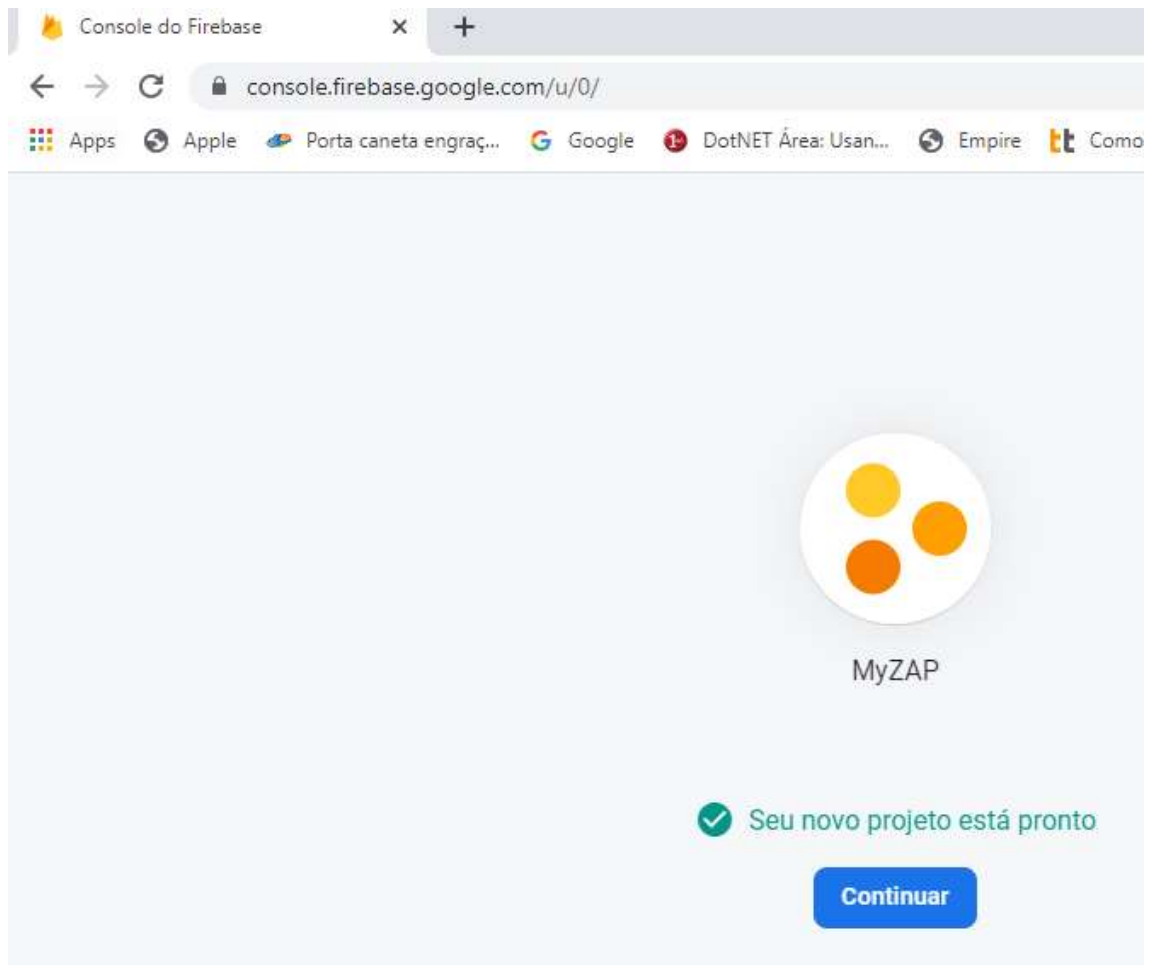 Console do Firebase
console.firebase.google.com/u/0/
Apps Apple Porta caneta engraç... Google DotNET Área: Usan... Empire Como
MyZAP
Seu novo projeto está pronto
Continuar